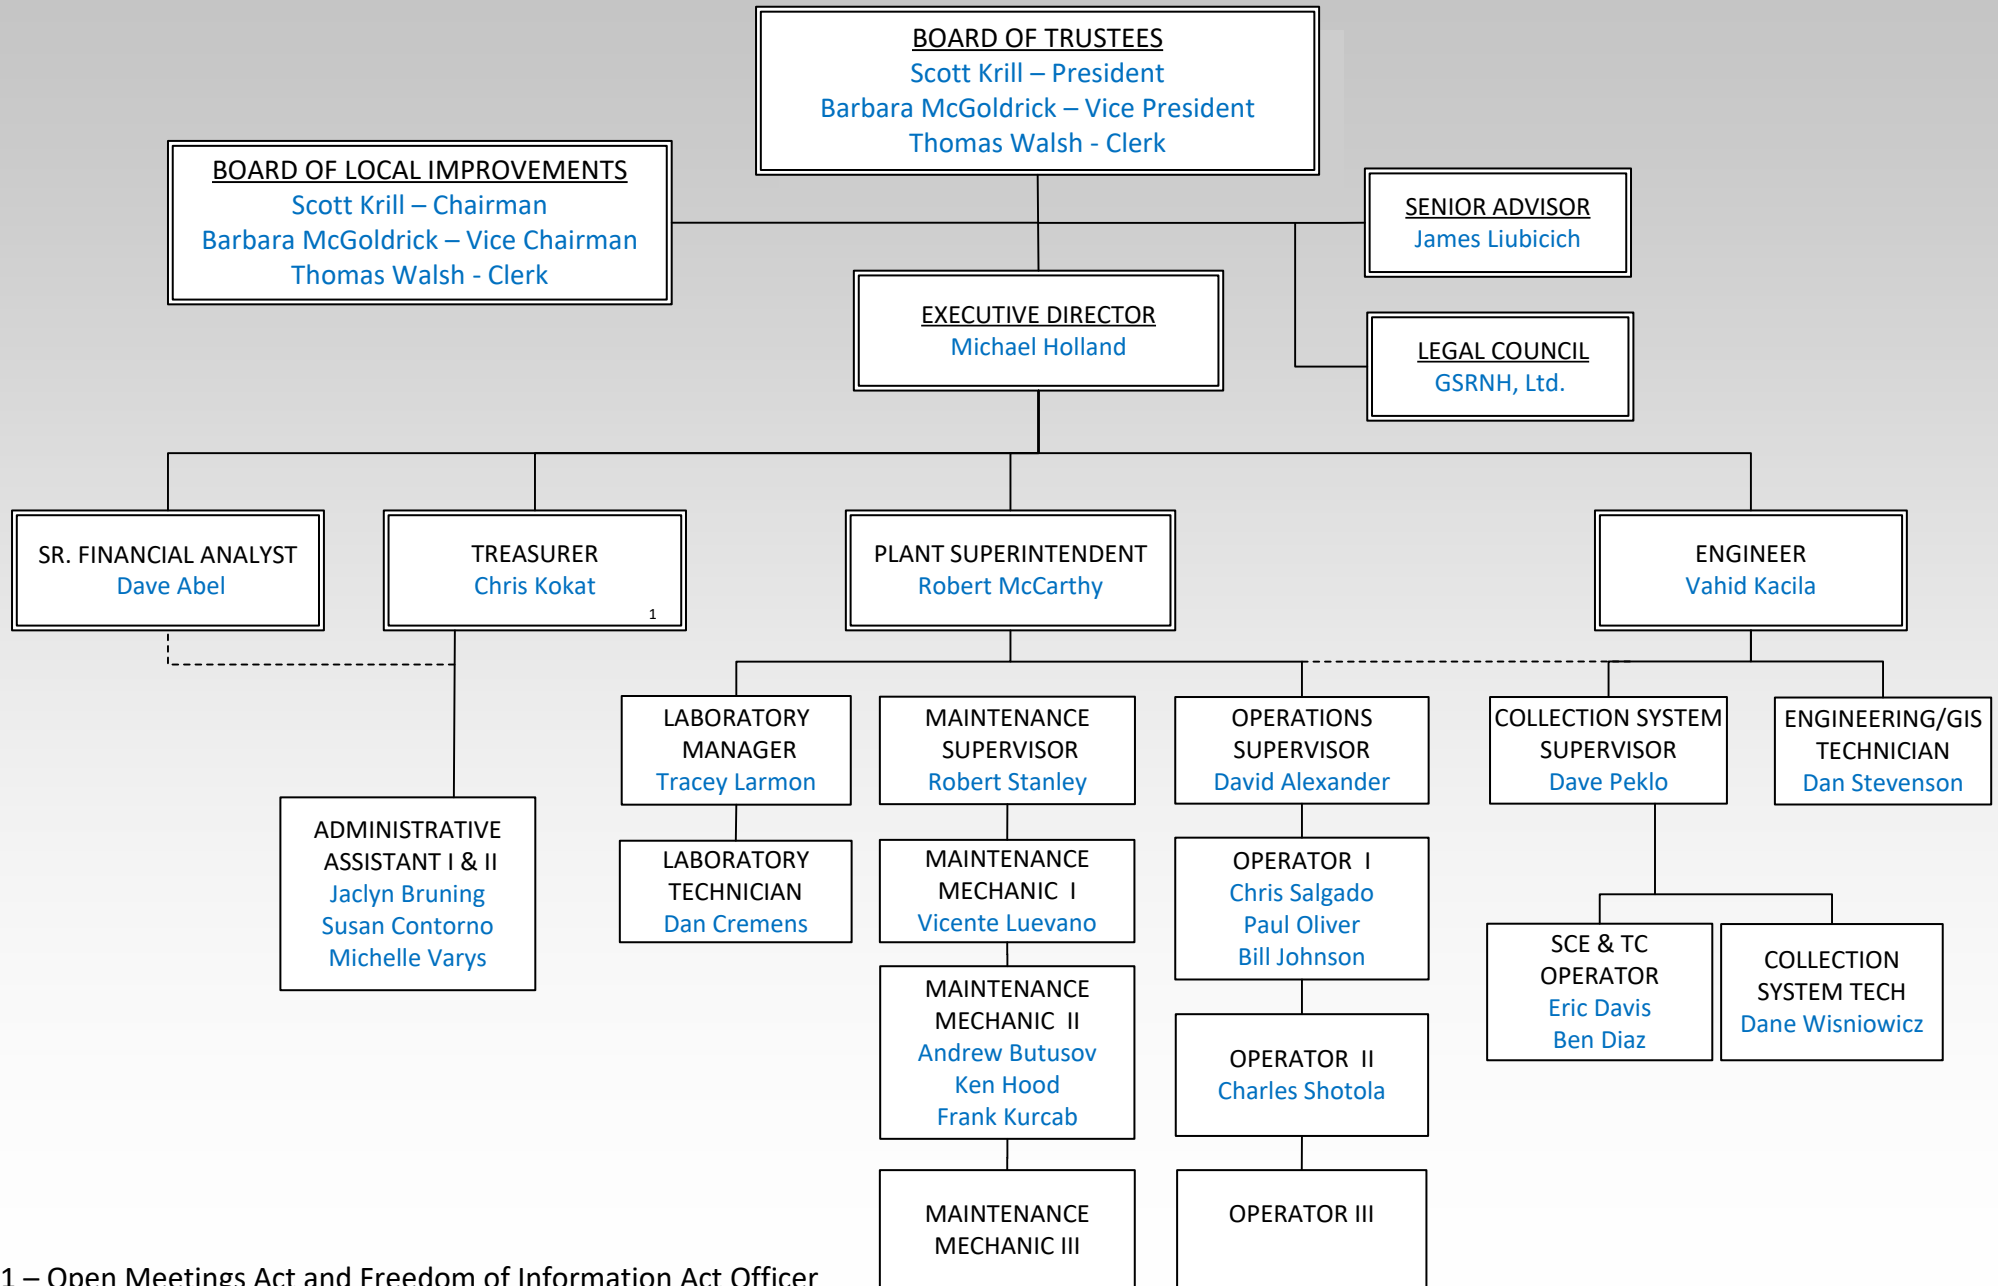 BOARD OF TRUSTEES
Scott Krill – President
Barbara McGoldrick – Vice President
Thomas Walsh - Clerk
BOARD OF LOCAL IMPROVEMENTS
Scott Krill – Chairman
Barbara McGoldrick – Vice Chairman
Thomas Walsh - Clerk
SENIOR ADVISOR
James Liubicich
EXECUTIVE DIRECTOR
Michael Holland
LEGAL COUNCIL
GSRNH, Ltd.
SR. FINANCIAL ANALYST
Dave Abel
TREASURER
Chris Kokat
1
PLANT SUPERINTENDENT
Robert McCarthy
ENGINEER
Vahid Kacila
LABORATORY
MANAGER
Tracey Larmon
MAINTENANCE
SUPERVISOR
Robert Stanley
OPERATIONS
SUPERVISOR
David Alexander
COLLECTION SYSTEM
SUPERVISOR
Dave Peklo
ENGINEERING/GIS
TECHNICIAN
Dan Stevenson
ADMINISTRATIVE
ASSISTANT I & II
Jaclyn Bruning
Susan Contorno
Michelle Varys
LABORATORY
TECHNICIAN
Dan Cremens
MAINTENANCE
MECHANIC I
Vicente Luevano
OPERATOR I
Chris Salgado
Paul Oliver
Bill Johnson
SCE & TC
OPERATOR
Eric Davis
Ben Diaz
COLLECTION
SYSTEM TECH
Dane Wisniowicz
MAINTENANCE
MECHANIC II
Andrew Butusov
Ken Hood
Frank Kurcab
OPERATOR II
Charles Shotola
MAINTENANCE
MECHANIC III
OPERATOR III
1 – Open Meetings Act and Freedom of Information Act Officer